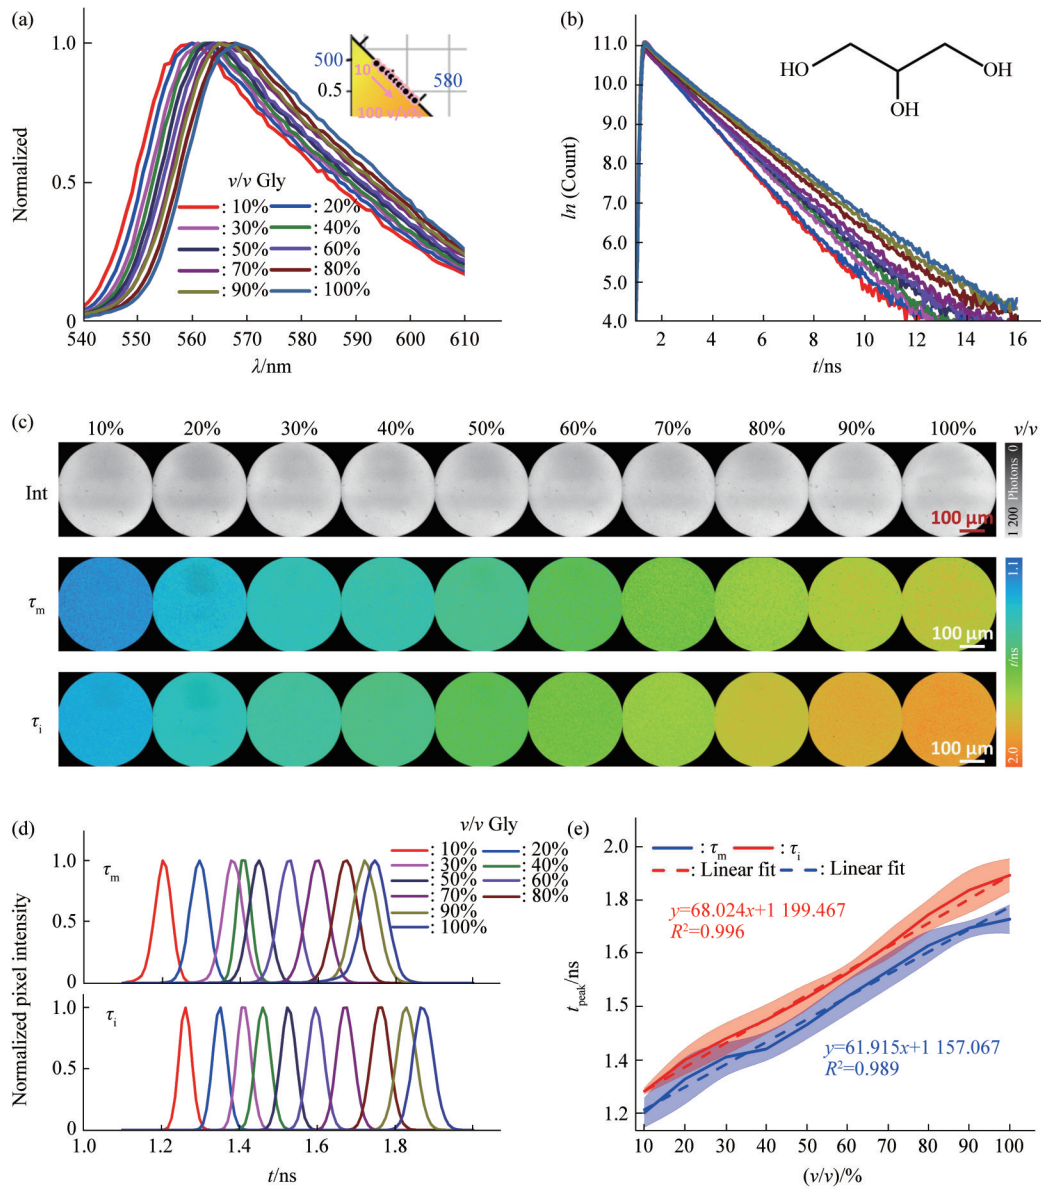 (a)
Normalized
1.0
0.5
0
540
550
560
570
580
590
600
610
λ/nm
500
0.5
580
10
v/v Gly
: 10%
: 20%
: 30%
: 40%
: 50%
: 60%
: 70%
: 80%
: 90%
: 100%
(b)
ln (Count)
11.0
10.0
9.0
8.0
7.0
6.0
5.0
4.0
2
4
6
8
10
12
14
16
t/ns
HO
OH
OH
(c)
10%
20%
30%
40%
50%
60%
70%
80%
90%
100%
v/v
Int
100 μm
1 200 Photons 0
τm
100 μm
τi
100 μm
1.1
t/ns
2.0
(d)
v/v Gly
: 10%
: 20%
: 30%
: 40%
: 50%
: 60%
: 70%
: 80%
: 90%
: 100%
Normalized pixel intensity
τm
1.0
0.5
0
τi
1.0
0.5
0
1.0
1.2
1.4
1.6
1.8
t/ns
(e)
tpeak/ns
2.0
1.8
1.6
1.5
1.4
1.2
: τm
: τi
: Linear fit
: Linear fit
y=68.024x+1 199.467
R²=0.996
y=61.915x+1 157.067
R²=0.989
10
20
30
40
50
60
70
80
90
100
(v/v)/%